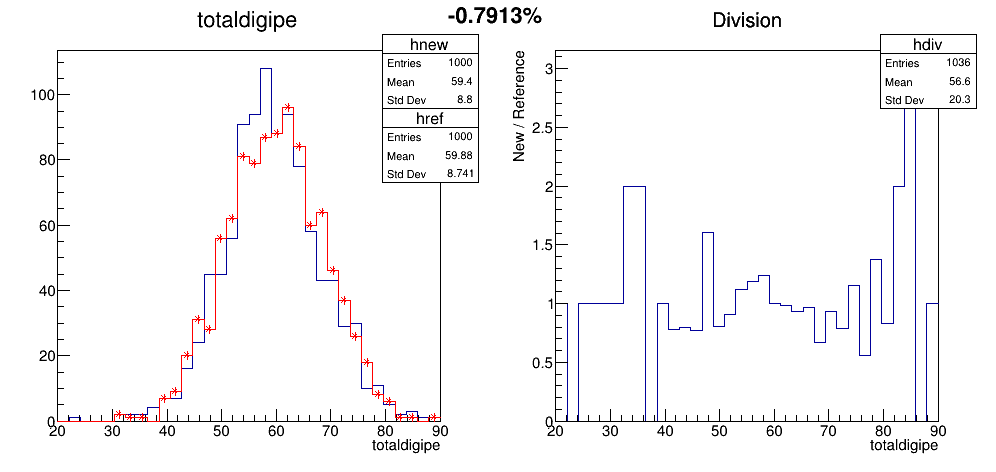 -0.7913%
totaldigipe
hnew
Entries 1000
Mean 59.4
Std Dev 8.8
href
Entries 1000
Mean 59.88
Std Dev 8.741
100
80
60
40
20
0
20 30 40 50 60 70 80 90
totaldigipe
Division
hdiv
Entries 1036
Mean 56.6
Std Dev 20.3
New / Reference
3
2.5
2
1.5
1
0.5
0
20 30 40 50 60 70 80 90
totaldigipe